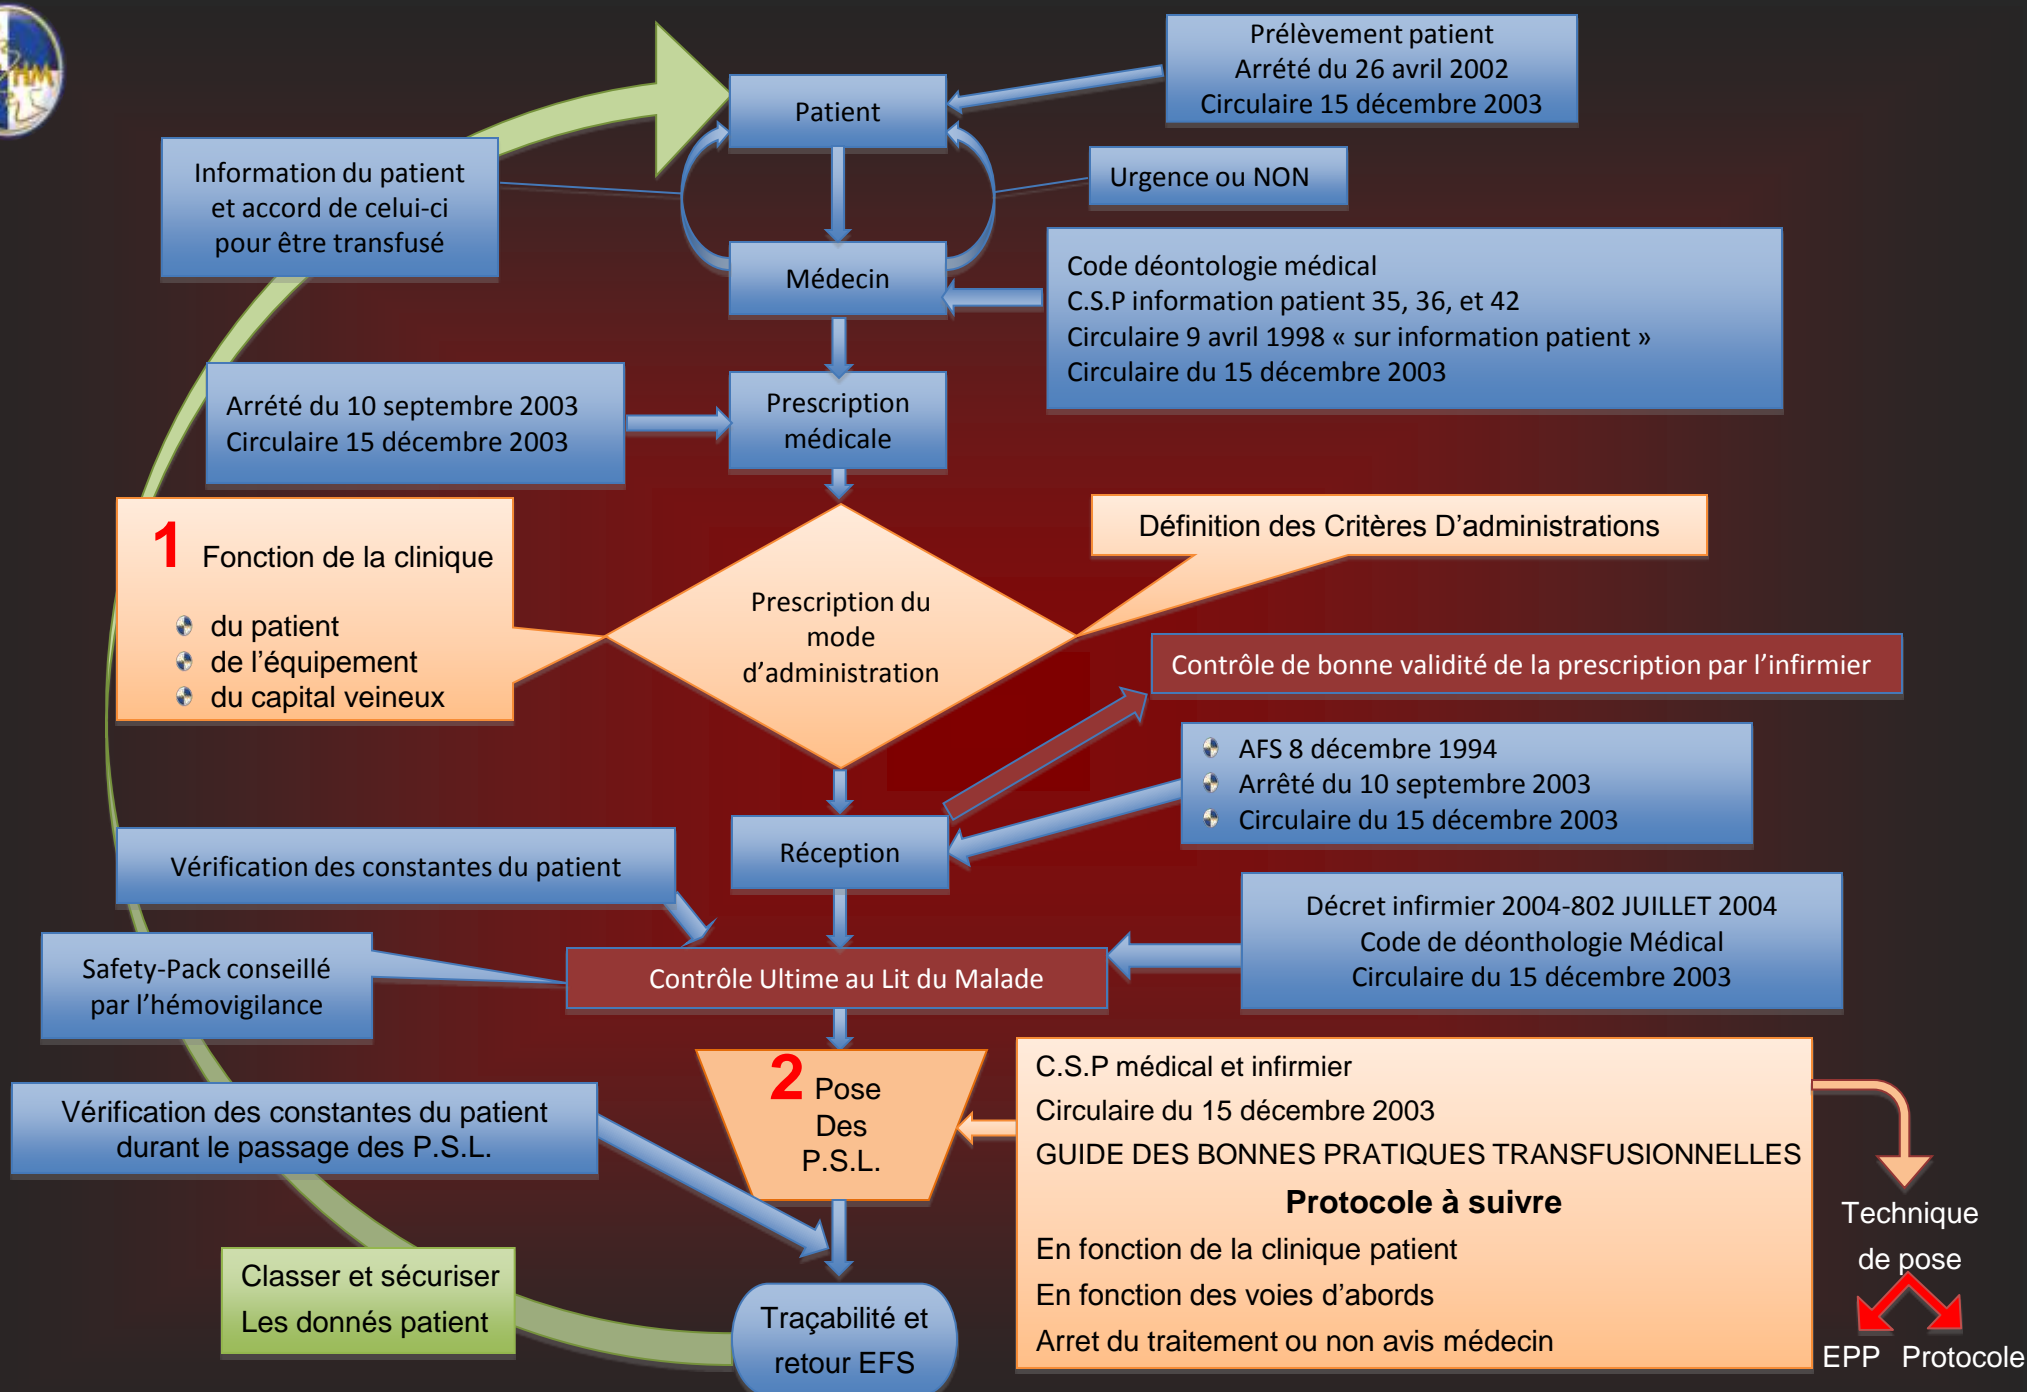 Prélèvement patient
Arrété du 26 avril 2002
Circulaire 15 décembre 2003
Patient
Information du patient
et accord de celui-ci
pour être transfusé
Urgence ou NON
Médecin
Code déontologie médical
C.S.P information patient 35, 36, et 42
Circulaire 9 avril 1998 « sur information patient »
Circulaire du 15 décembre 2003
Arrété du 10 septembre 2003
Circulaire 15 décembre 2003
Prescription
médicale
1 Fonction de la clinique
du patient
de l’équipement
du capital veineux
Définition des Critères D’administrations
Prescription du
mode
d’administration
Contrôle de bonne validité de la prescription par l’infirmier
AFS 8 décembre 1994
Arrêté du 10 septembre 2003
Circulaire du 15 décembre 2003
Réception
Vérification des constantes du patient
Décret infirmier 2004-802 JUILLET 2004
Code de déonthologie Médical
Circulaire du 15 décembre 2003
Safety-Pack conseillé
par l’hémovigilance
Contrôle Ultime au Lit du Malade
2 Pose
Des
P.S.L.
C.S.P médical et infirmier
Circulaire du 15 décembre 2003
GUIDE DES BONNES PRATIQUES TRANSFUSIONNELLES
Protocole à suivre
En fonction de la clinique patient
En fonction des voies d’abords
Arret du traitement ou non avis médecin
Vérification des constantes du patient
durant le passage des P.S.L.
Technique
de pose
EPP Protocole
Classer et sécuriser
Les donnés patient
Traçabilité et
retour EFS